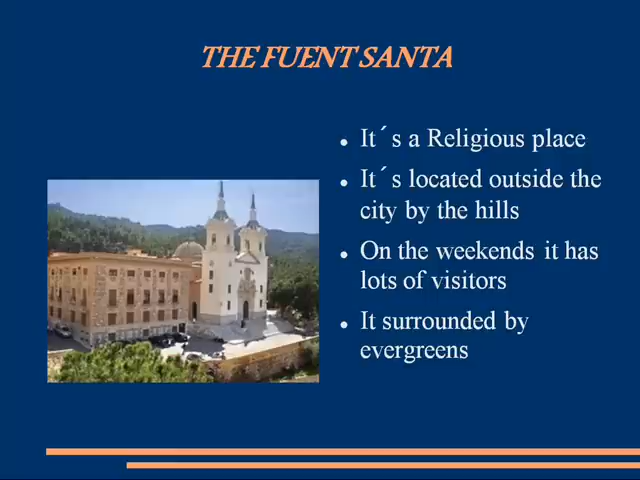 THE FUENT SANTA
It´s a Religious place
It´s located outside the
city by the hills
On the weekends it has
lots of visitors
It surrounded by
evergreens